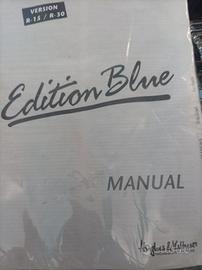 VERSION
R-15 / R-30
Edition Blue
MANUAL